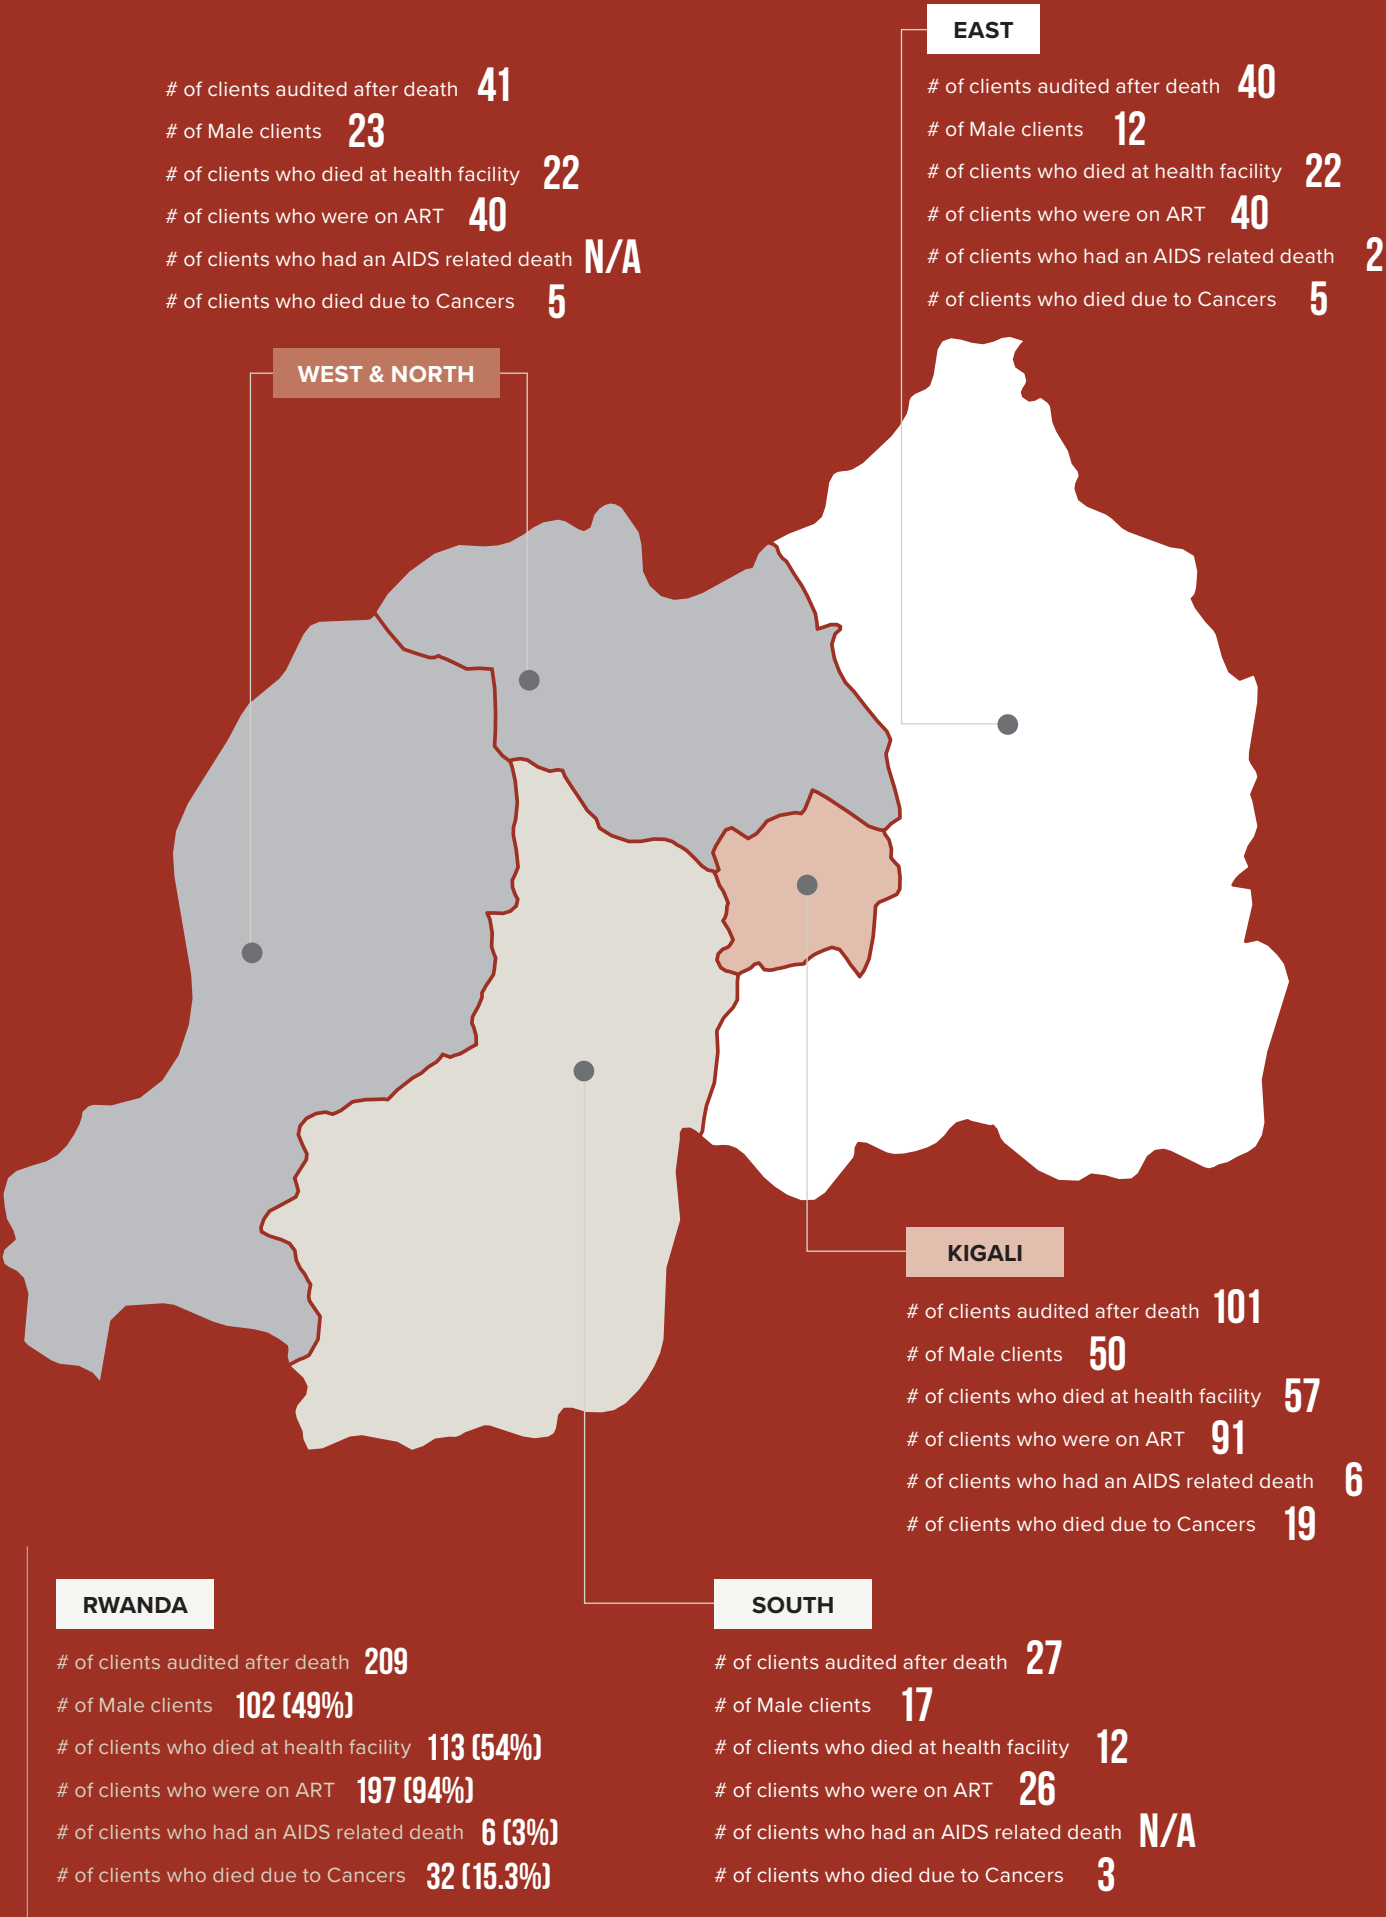 # of clients audited after death 41
# of Male clients 23
# of clients who died at health facility 22
# of clients who were on ART 40
# of clients who had an AIDS related death N/A
# of clients who died due to Cancers 5
WEST & NORTH
EAST
# of clients audited after death 40
# of Male clients 12
# of clients who died at health facility 22
# of clients who were on ART 40
# of clients who had an AIDS related death 2
# of clients who died due to Cancers 5
KIGALI
# of clients audited after death 101
# of Male clients 50
# of clients who died at health facility 57
# of clients who were on ART 91
# of clients who had an AIDS related death 6
# of clients who died due to Cancers 19
RWANDA
# of clients audited after death 209
# of Male clients 102 (49%)
# of clients who died at health facility 113 (54%)
# of clients who were on ART 197 (94%)
# of clients who had an AIDS related death 6 (3%)
# of clients who died due to Cancers 32 (15.3%)
SOUTH
# of clients audited after death 27
# of Male clients 17
# of clients who died at health facility 12
# of clients who were on ART 26
# of clients who had an AIDS related death N/A
# of clients who died due to Cancers 3